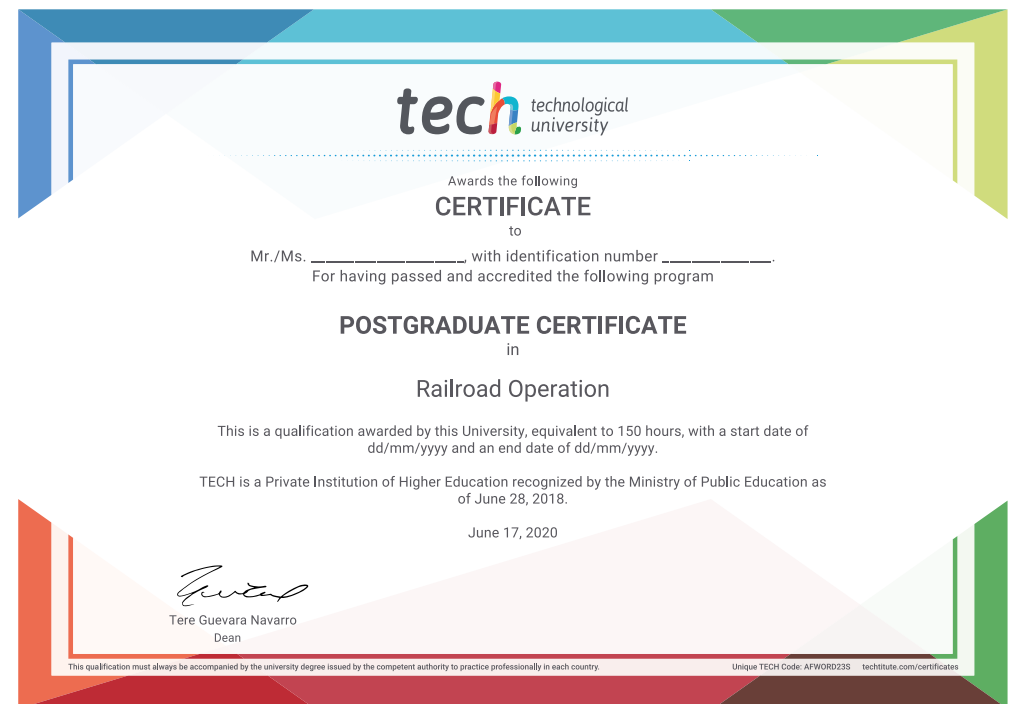 tech technological
university
Awards the following
CERTIFICATE
to
Mr./Ms. ________________, with identification number ____________.
For having passed and accredited the following program
POSTGRADUATE CERTIFICATE
in
Railroad Operation
This is a qualification awarded by this University, equivalent to 150 hours, with a start date of
dd/mm/yyyy and an end date of dd/mm/yyyy.
TECH is a Private Institution of Higher Education recognized by the Ministry of Public Education as
of June 28, 2018.
June 17, 2020
Tere Guevara Navarro
Dean
This qualification must always be accompanied by the university degree issued by the competent authority to practice professionally in each country. Unique TECH Code: AFWORD23S techtitute.com/certificates